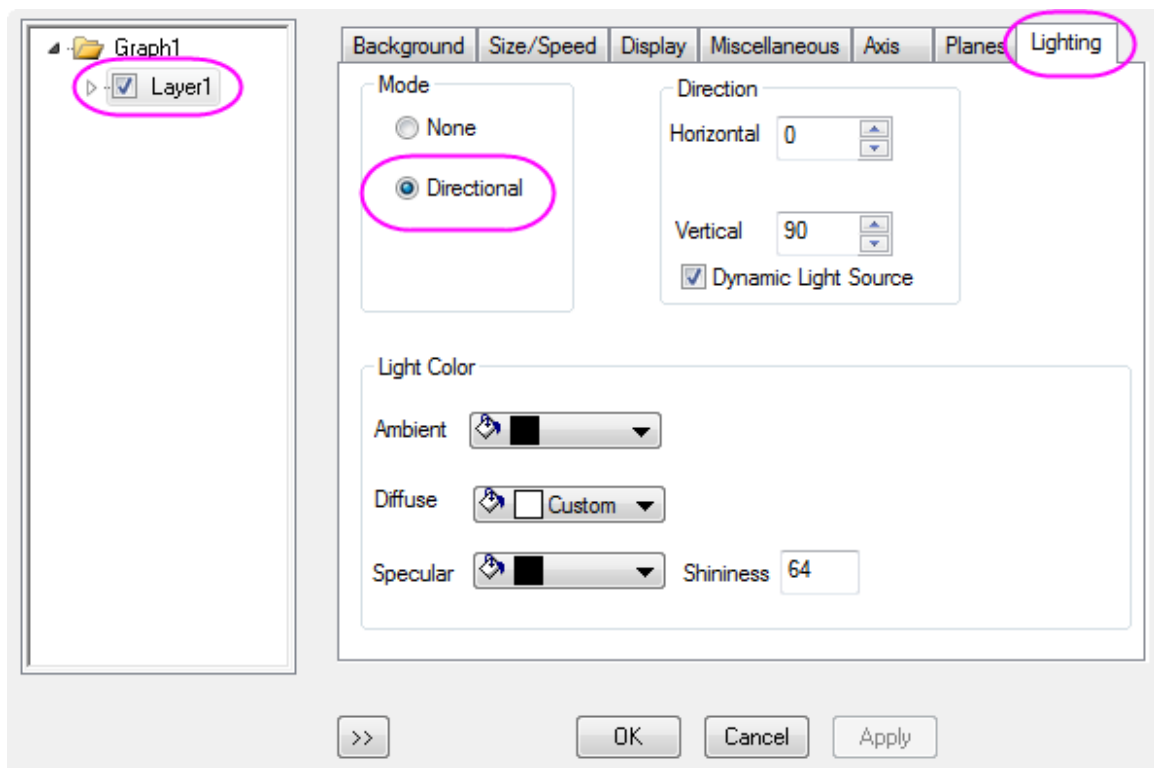 Graph1
Layer1
Background Size/Speed Display Miscellaneous Axis Planes Lighting
Mode
None
Directional
Direction
Horizontal 0
Vertical 90
Dynamic Light Source
Light Color
Ambient
Diffuse Custom
Specular Shininess 64
>> OK Cancel Apply